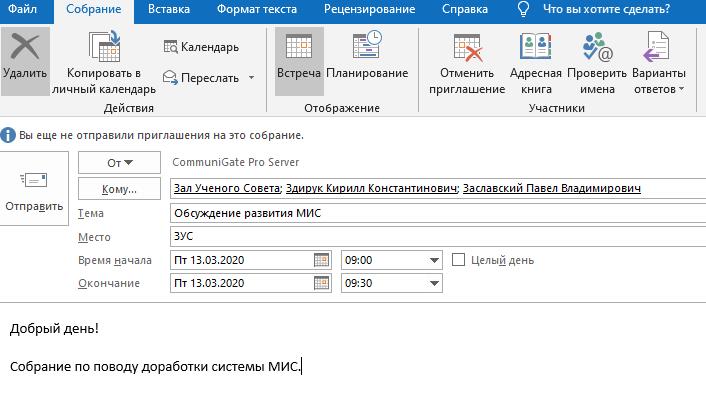 Файл Собрание Вставка Формат текста Рецензирование Справка Что вы хотите сделать?
Удалить
Копировать в
личный календарь
Календарь
Переслать
Действия
Встреча Планирование
Отображение
Отменить
приглашение
Адресная
книга
Проверить
имена
Варианты
ответов
Участники
Вы еще не отправили приглашения на это собрание.
Отправить
От CommuniGate Pro Server
Кому... Зал Ученого Совета; Здирук Кирилл Константинович; Заславский Павел Владимирович
Тема Обсуждение развития МИС
Место ЗУС
Время начала Пт 13.03.2020 09:00 Целый день
Окончание Пт 13.03.2020 09:30
Добрый день!
Собрание по поводу доработки системы МИС.